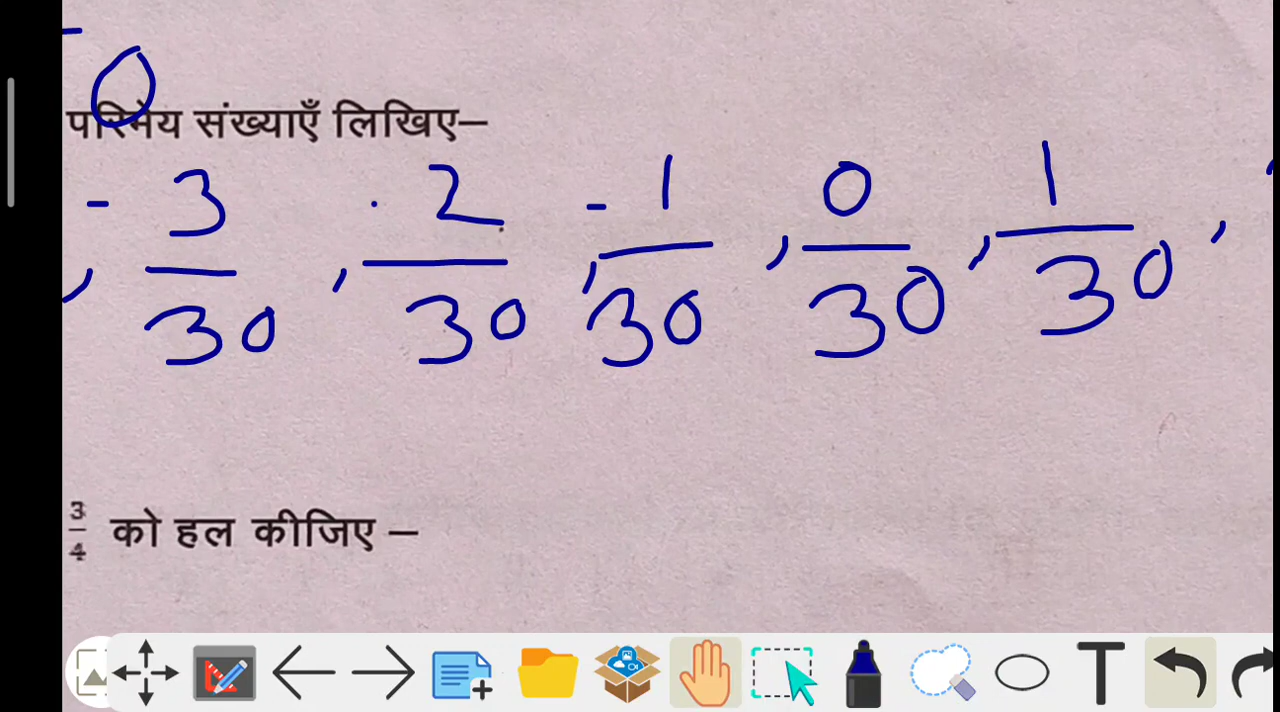 - 0
परिमेय संख्याएँ लिखिए–
, -3/30 , -2/30 , -1/30 , 0/30 , 1/30 ,
3/4 को हल कीजिए –
T